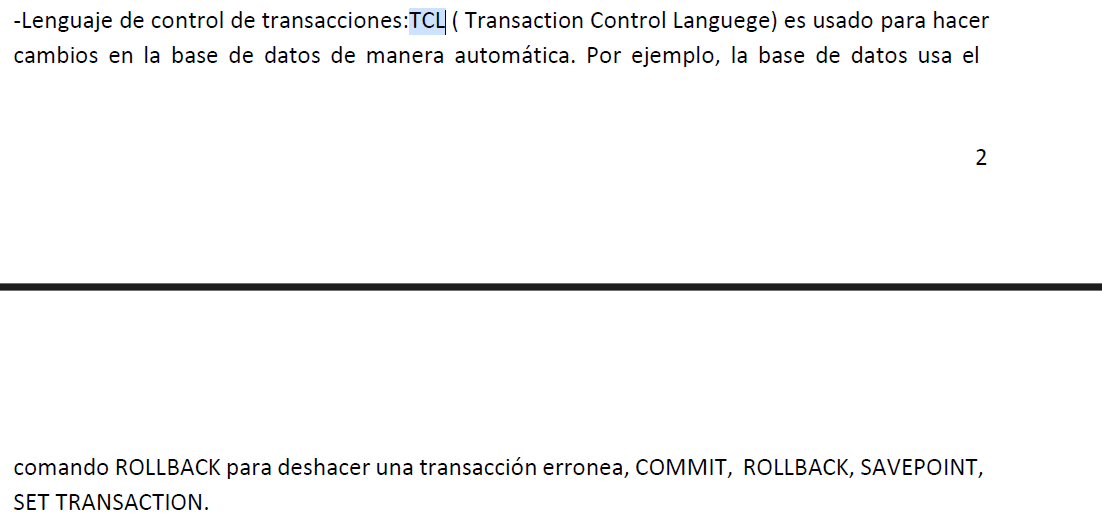 -Lenguaje de control de transacciones:TCL ( Transaction Control Languege) es usado para hacer
cambios en la base de datos de manera automática. Por ejemplo, la base de datos usa el
2
comando ROLLBACK para deshacer una transacción erronea, COMMIT, ROLLBACK, SAVEPOINT,
SET TRANSACTION.